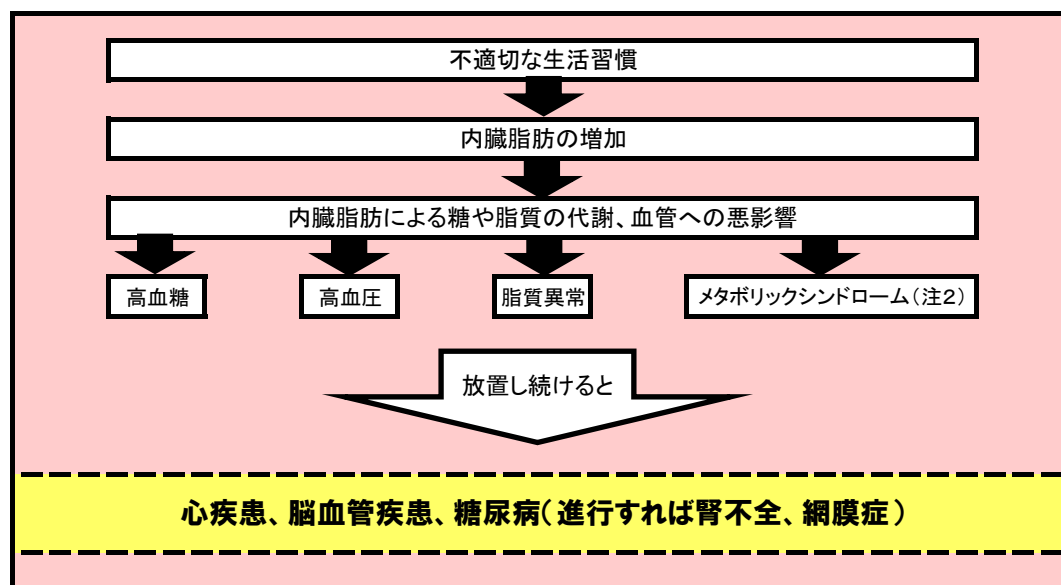 不適切な生活習慣
内臓脂肪の増加
内臓脂肪による糖や脂質の代謝、血管への悪影響
高血糖
高血圧
脂質異常
メタボリックシンドローム(注2)
放置し続けると
心疾患、脳血管疾患、糖尿病(進行すれば腎不全、網膜症)